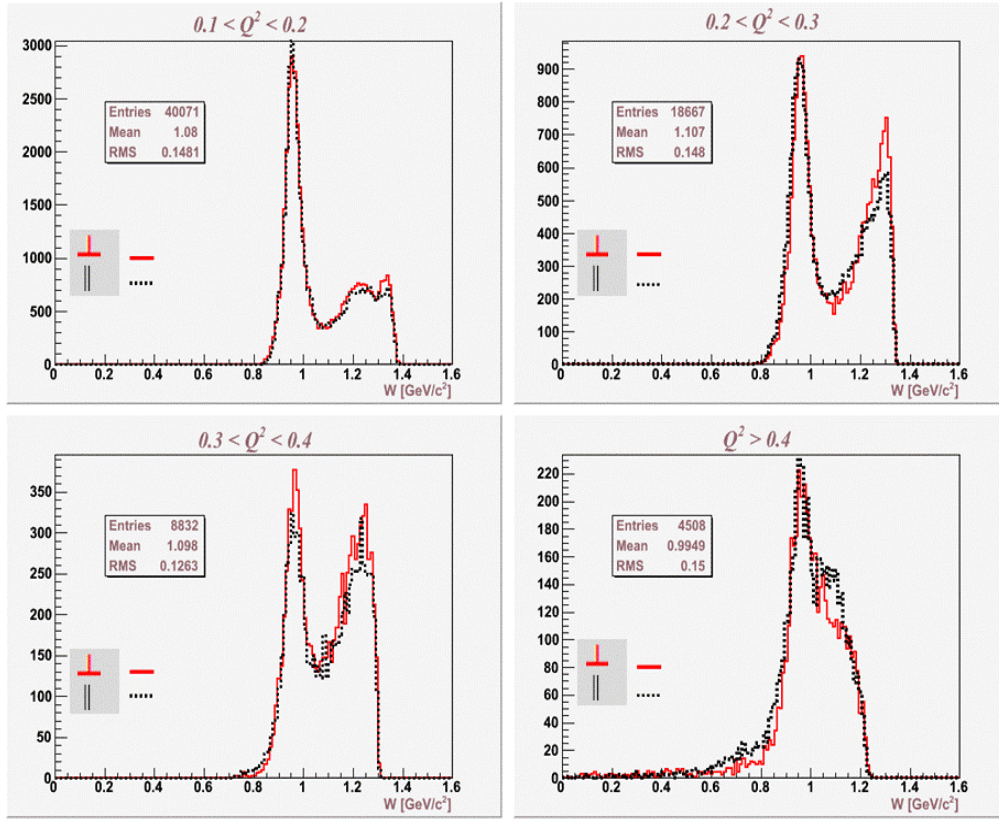 0.1 < Q² < 0.2
3000
2500
2000
1500
1000
500
0
Entries 40071
Mean 1.08
RMS 0.1481
⊥
||
0 0.2 0.4 0.6 0.8 1 1.2 1.4 1.6
W [GeV/c²]
0.2 < Q² < 0.3
900
800
700
600
500
400
300
200
100
0
Entries 18667
Mean 1.107
RMS 0.148
⊥
||
0 0.2 0.4 0.6 0.8 1 1.2 1.4 1.6
W [GeV/c²]
0.3 < Q² < 0.4
350
300
250
200
150
100
50
0
Entries 8832
Mean 1.098
RMS 0.1263
⊥
||
0 0.2 0.4 0.6 0.8 1 1.2 1.4 1.6
W [GeV/c²]
Q² > 0.4
220
200
180
160
140
120
100
80
60
40
20
0
Entries 4508
Mean 0.9949
RMS 0.15
⊥
||
0 0.2 0.4 0.6 0.8 1 1.2 1.4 1.6
W [GeV/c²]